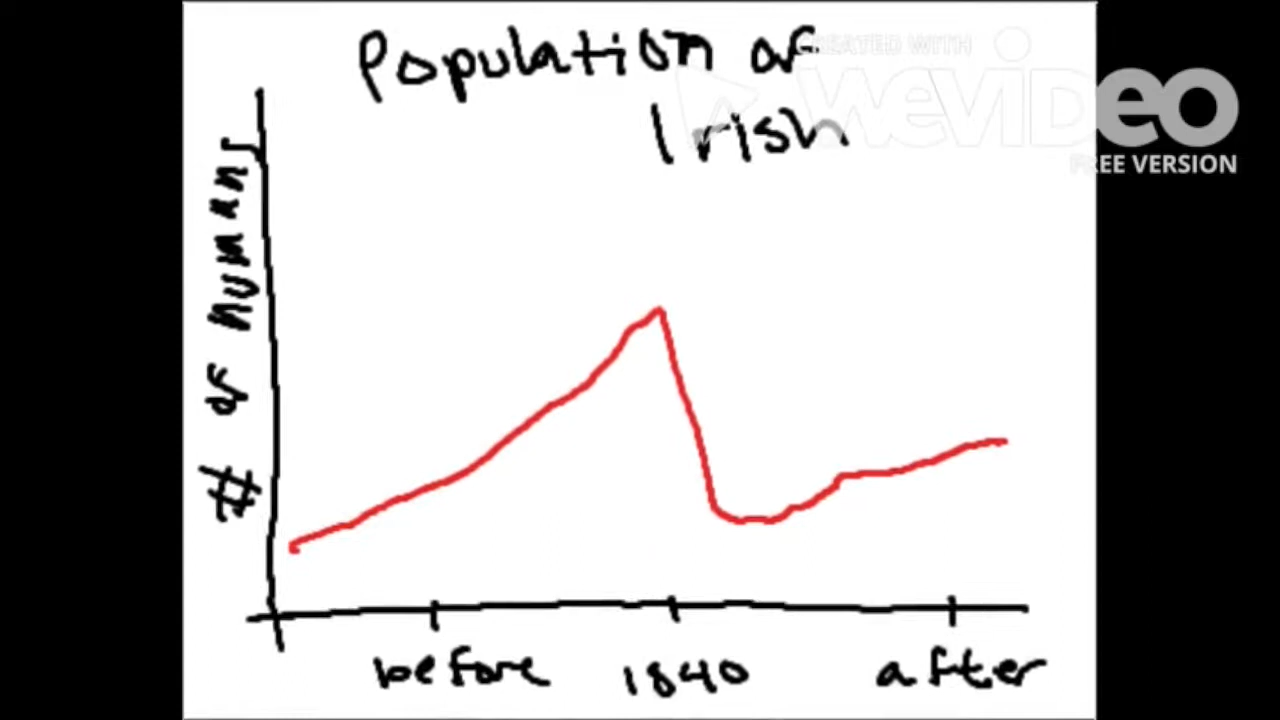 Population of
Irish
# of humans
before 1840 after
CREATED WITH
WeVideo
FREE VERSION